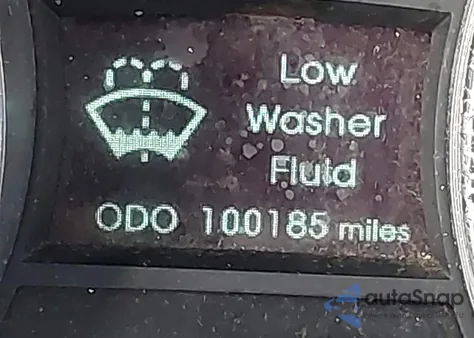 Low
Washer
Fluid
ODO 100185 miles
autoSnap